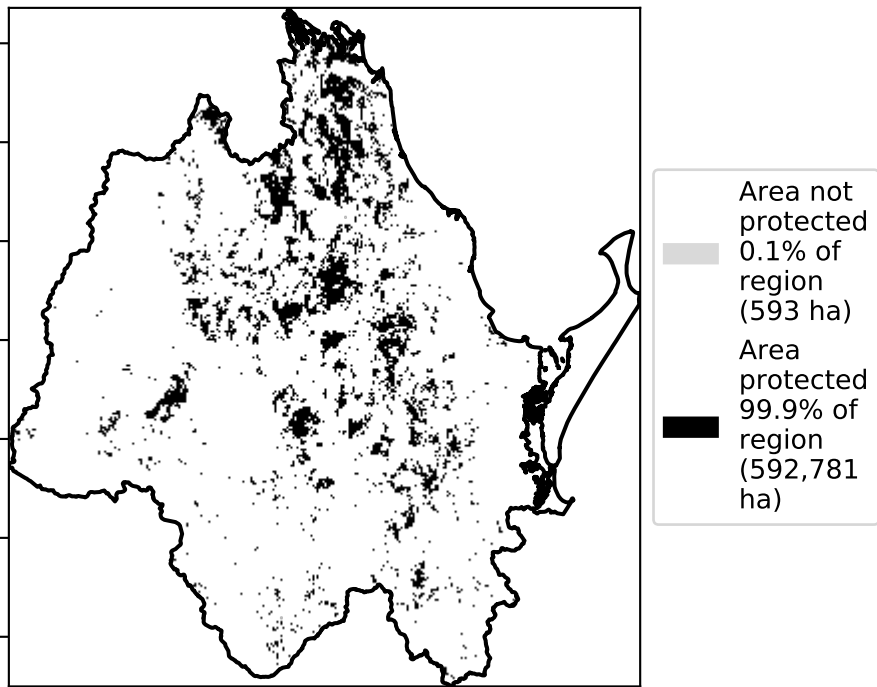 Area not
protected
0.1% of
region
(593 ha)
Area
protected
99.9% of
region
(592,781
ha)